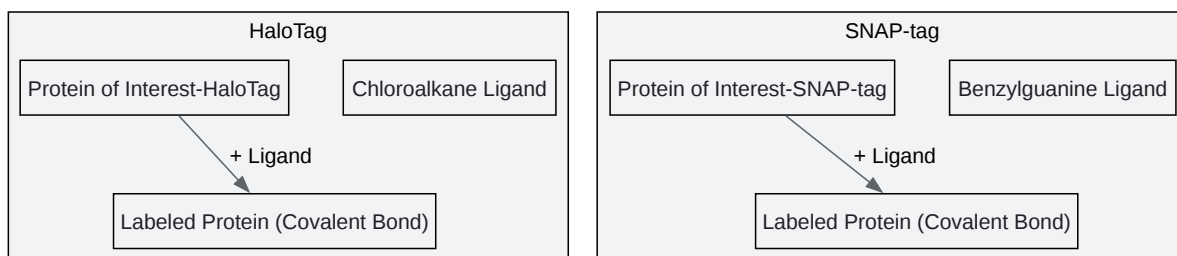 HaloTag
Protein of Interest-HaloTag
Chloroalkane Ligand
+ Ligand
Labeled Protein (Covalent Bond)
SNAP-tag
Protein of Interest-SNAP-tag
Benzylguanine Ligand
+ Ligand
Labeled Protein (Covalent Bond)